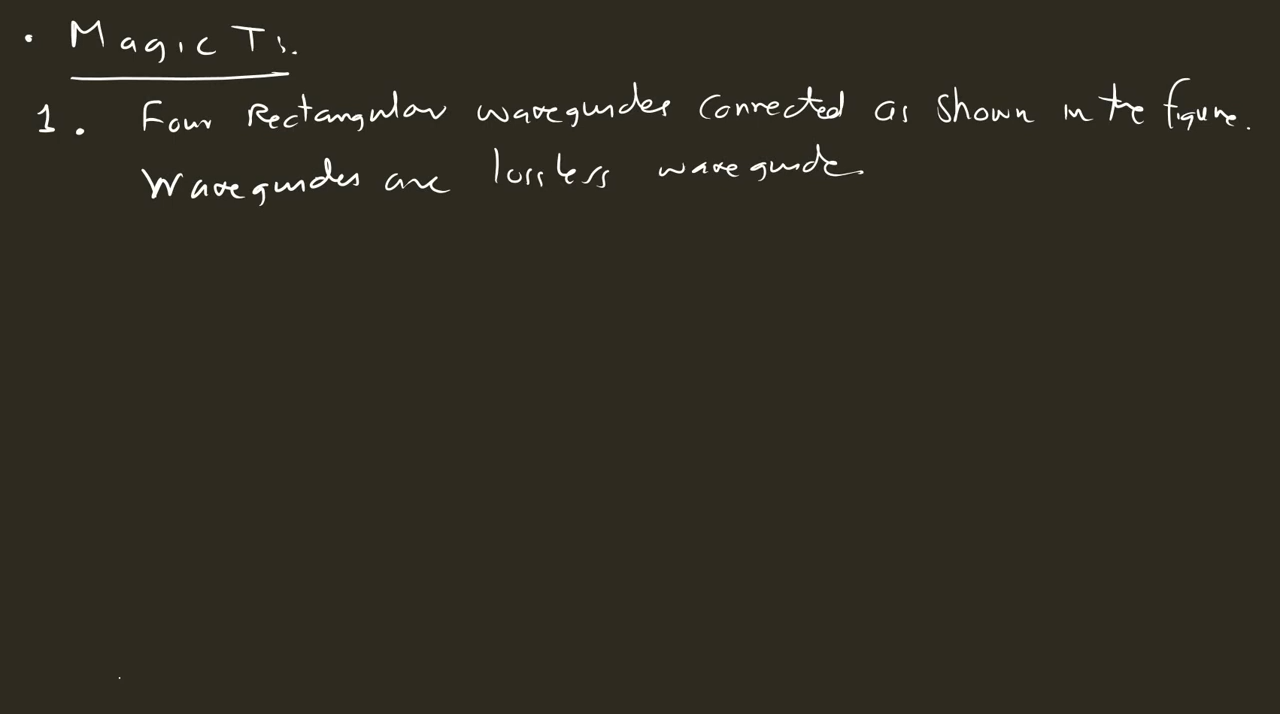 • Magic T:.
1. Four Rectangular waveguides connected as shown in the figure.
Waveguides are lossless waveguide.